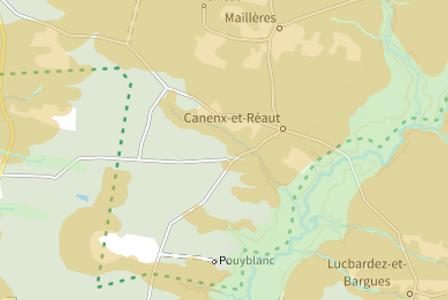 Maillères
Canenx-et-Réaut
Pouyblanc
Lucbardez-et-
Bargues